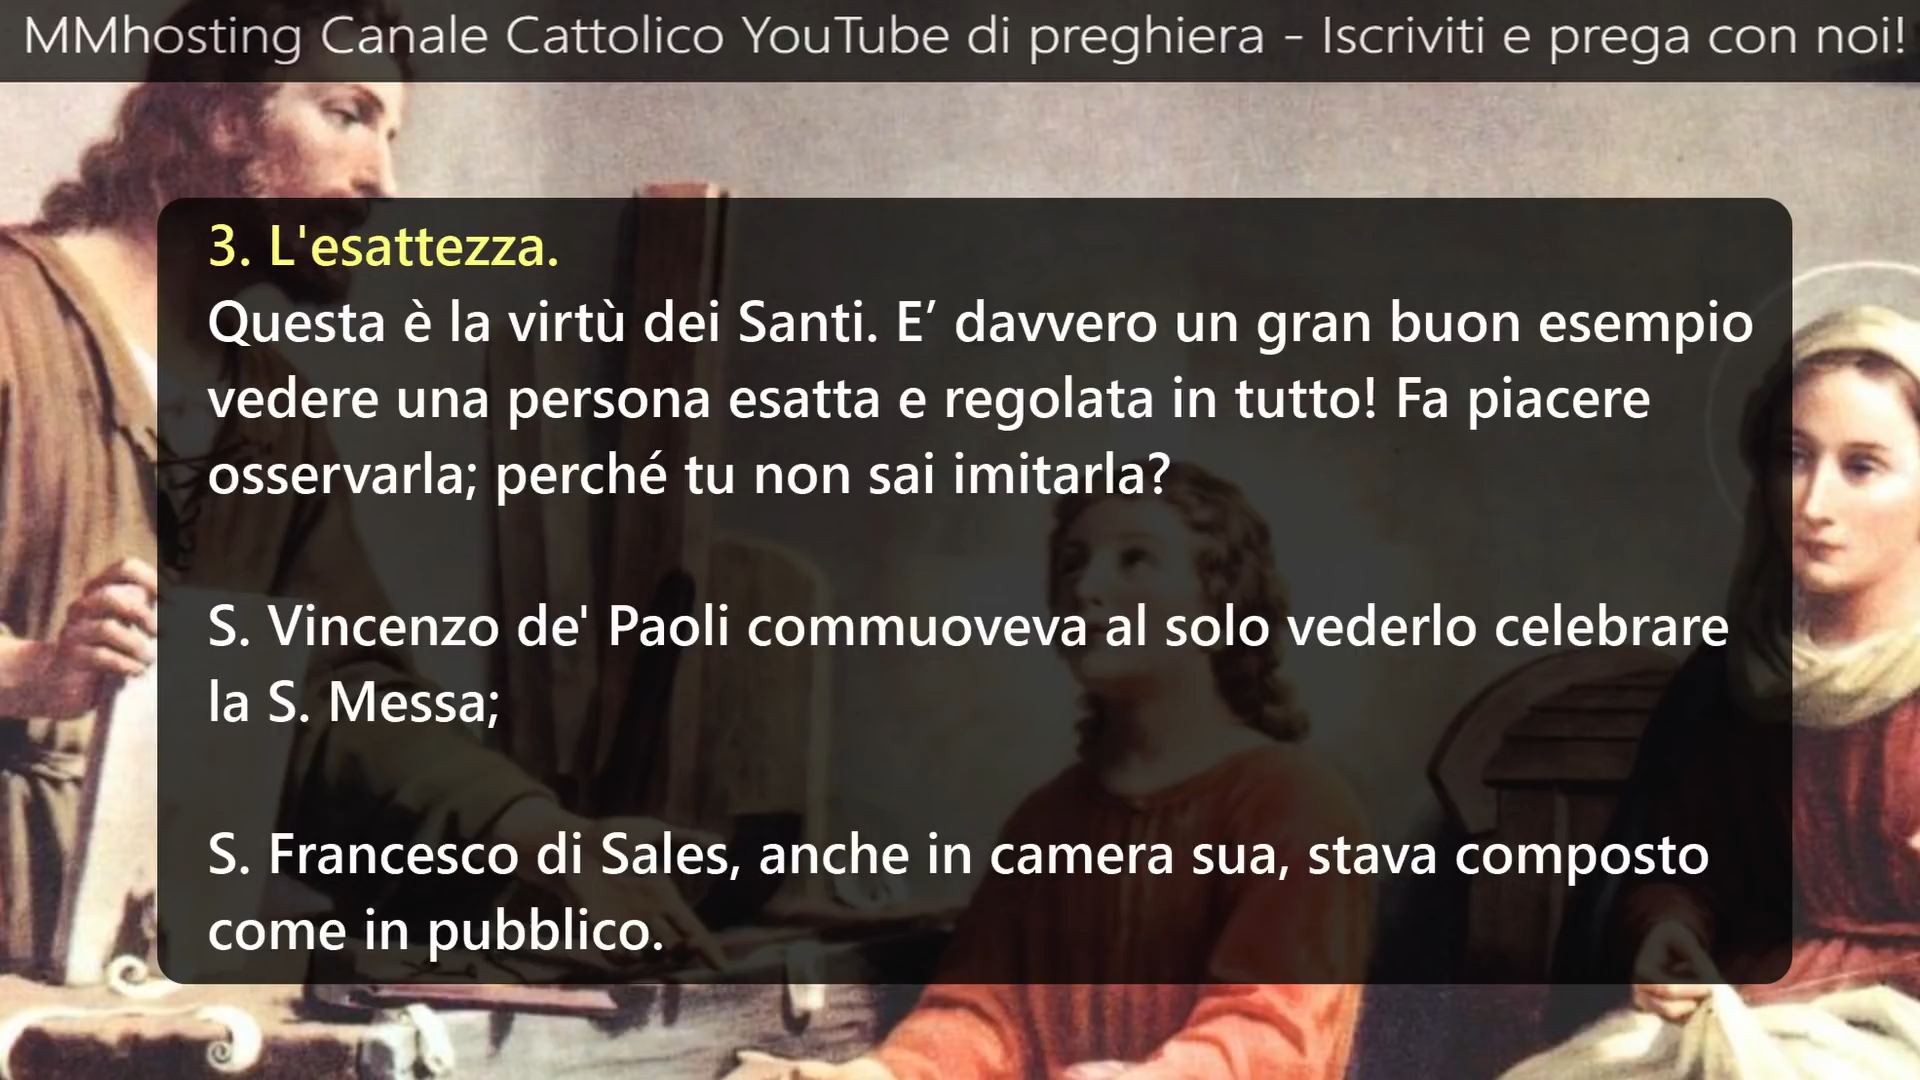 MMhosting Canale Cattolico YouTube di preghiera - Iscriviti e prega con noi!
3. L'esattezza.
Questa è la virtù dei Santi. E’ davvero un gran buon esempio
vedere una persona esatta e regolata in tutto! Fa piacere
osservarla; perché tu non sai imitarla?
S. Vincenzo de' Paoli commuoveva al solo vederlo celebrare
la S. Messa;
S. Francesco di Sales, anche in camera sua, stava composto
come in pubblico.